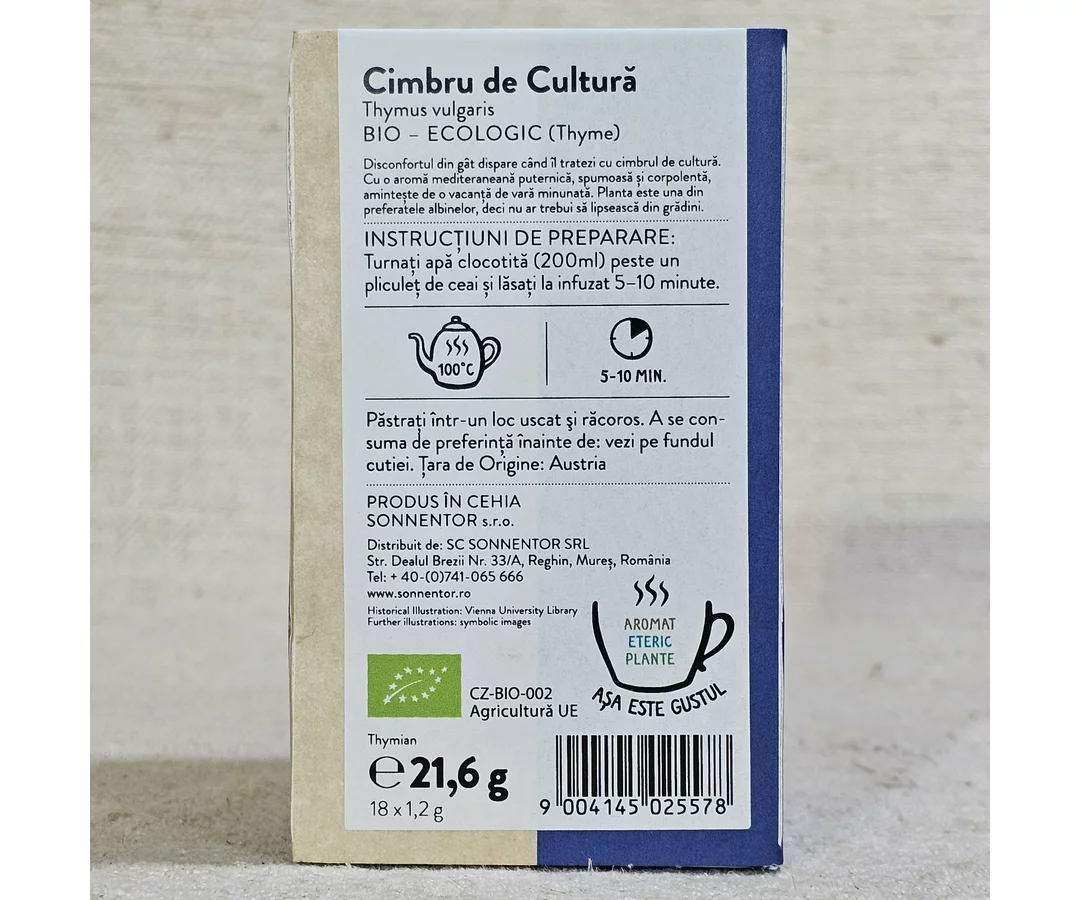 Cimbru de Cultură
Thymus vulgaris
BIO – ECOLOGIC (Thyme)
Disconfortul din gât dispare când îl tratezi cu cimbrul de cultură.
Cu o aromă mediteraneană puternică, spumoasă și corpolentă,
amintește de o vacanță de vară minunată. Planta este una din
preferatele albinelor, deci nu ar trebui să lipsească din grădini.
INSTRUCȚIUNI DE PREPARARE:
Turnați apă clocotită (200ml) peste un
pliculeț de ceai și lăsați la infuzat 5–10 minute.
100°C
5-10 MIN.
Păstrați într-un loc uscat şi răcoros. A se con-
suma de preferință înainte de: vezi pe fundul
cutiei. Țara de Origine: Austria
PRODUS ÎN CEHIA
SONNENTOR s.r.o.
Distribuit de: SC SONNENTOR SRL
Str. Dealul Brezii Nr. 33/A, Reghin, Mureș, România
Tel: + 40-(0)741-065 666
www.sonnentor.ro
Historical Illustration: Vienna University Library
Further illustrations: symbolic images
AROMAT
ETERIC
PLANTE
AȘA ESTE GUSTUL
CZ-BIO-002
Agricultură UE
Thymian
℮ 21,6 g
18 x 1,2 g
9 004145 025578